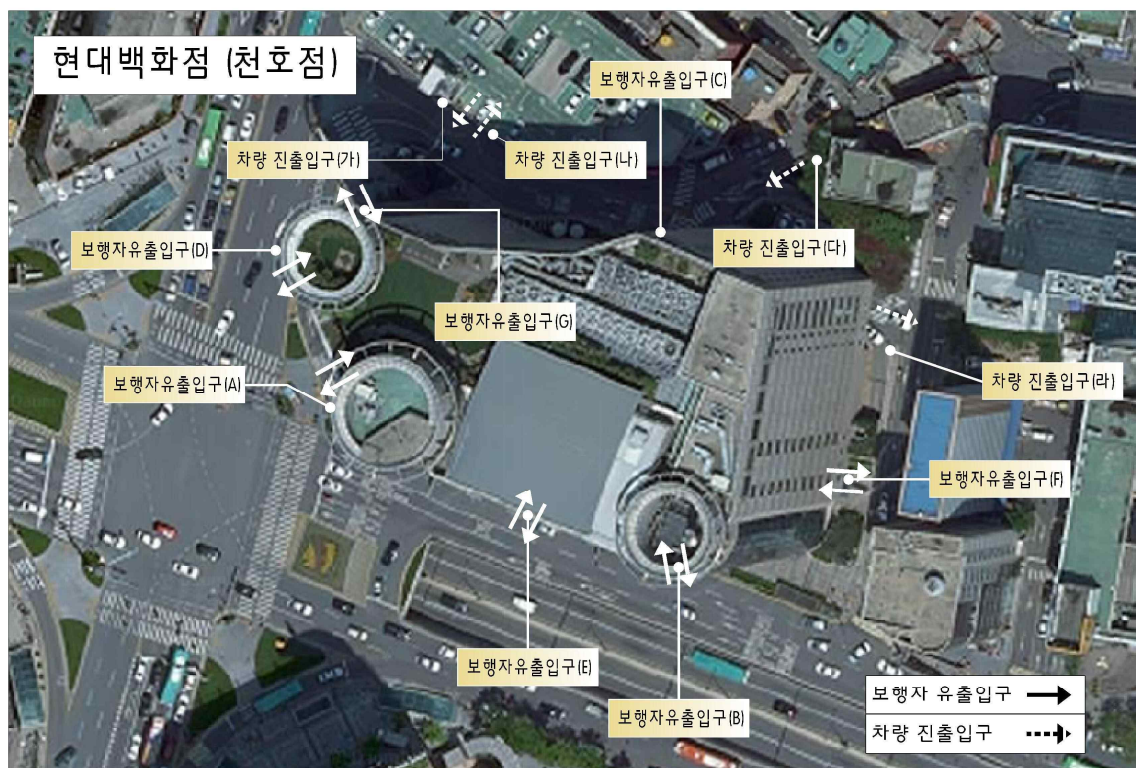 현대백화점 (천호점)
보행자유출입구(C)
차량 진출입구(가)
차량 진출입구(나)
보행자유출입구(D)
차량 진출입구(다)
보행자유출입구(G)
보행자유출입구(A)
차량 진출입구(라)
보행자유출입구(F)
보행자유출입구(E)
보행자유출입구(B)
보행자 유출입구
차량 진출입구